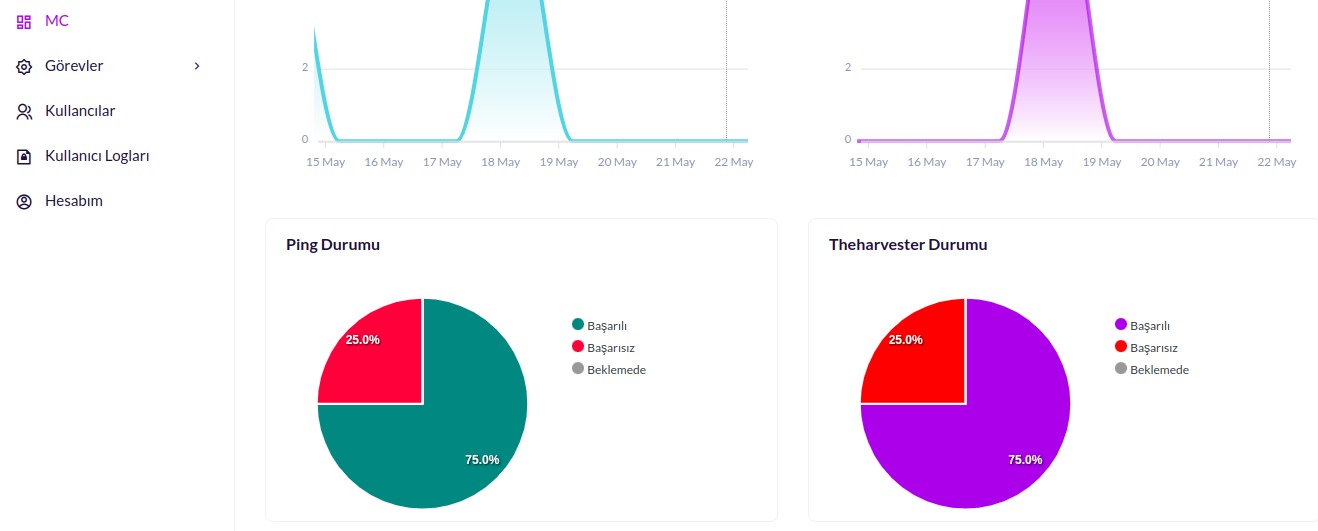 MC
Görevler
Kullanıcılar
Kullanıcı Logları
Hesabım
2
0
15 May 16 May 17 May 18 May 19 May 20 May 21 May 22 May
2
0
15 May 16 May 17 May 18 May 19 May 20 May 21 May 22 May
Ping Durumu
25.0%
75.0%
Başarılı
Başarısız
Beklemede
Theharvester Durumu
25.0%
75.0%
Başarılı
Başarısız
Beklemede